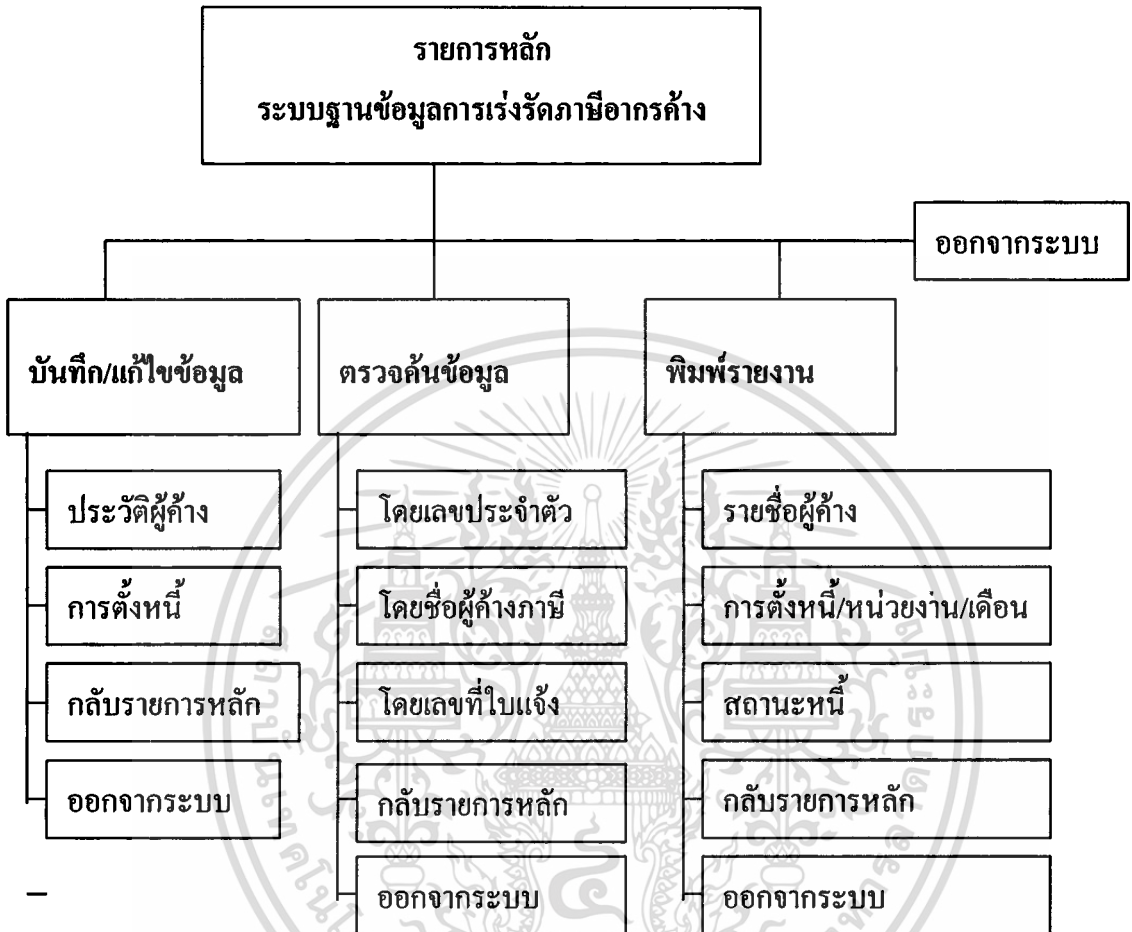 รายการหลัก
ระบบฐานข้อมูลการเร่งรัดภาษีอากรค้าง
ออกจากระบบ
บันทึก/แก้ไขข้อมูล
ตรวจค้นข้อมูล
พิมพ์รายงาน
ประวัติผู้ค้าง
โดยเลขประจำตัว
รายชื่อผู้ค้าง
การตั้งหนี้
โดยชื่อผู้ค้างภาษี
การตั้งหนี้/หน่วยงาน/เดือน
กลับรายการหลัก
โดยเลขที่ใบแจ้ง
สถานะหนี้
ออกจากระบบ
กลับรายการหลัก
กลับรายการหลัก
ออกจากระบบ
ออกจากระบบ